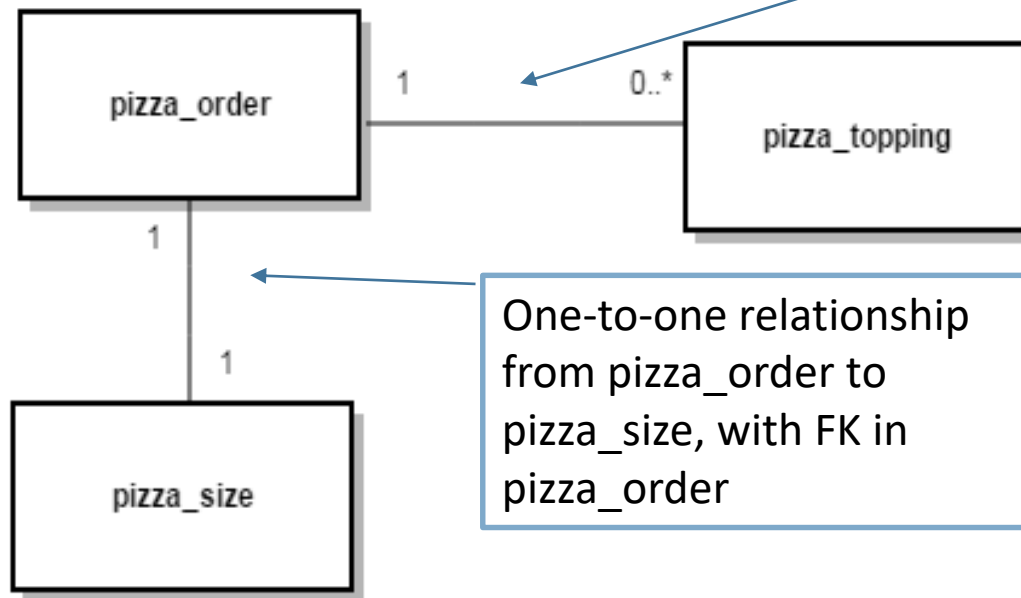 pizza_order
1
0..*
pizza_topping
1
1
One-to-one relationship
from pizza_order to
pizza_size, with FK in
pizza_order
pizza_size